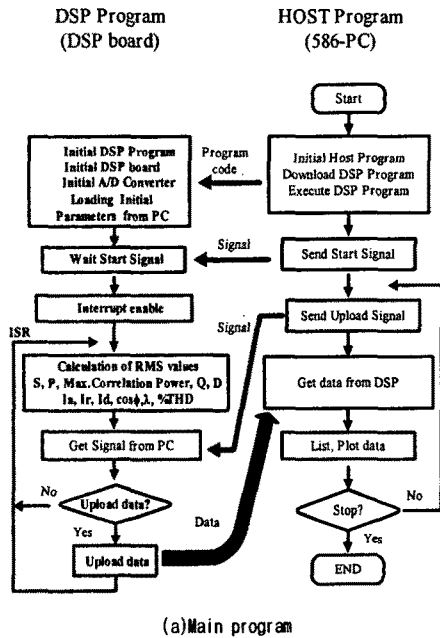 DSP Program
(DSP board)
HOST Program
(586-PC)
Start
Initial DSP Program
Initial DSP board
Initial A/D Converter
Loading Initial
Parameters from PC
Program
code
Initial Host Program
Download DSP Program
Execute DSP Program
Wait Start Signal
Signal
Send Start Signal
Interrupt enable
Signal
Send Upload Signal
ISR
Calculation of RMS values
S, P, Max.Correlation Power, Q, D
Ia, Ir, Id, cosϕ,λ, %THD
Get data from DSP
Get Signal from PC
List, Plot data
No
Upload data?
Yes
Data
Upload data
Stop?
No
Yes
END
(a)Main program